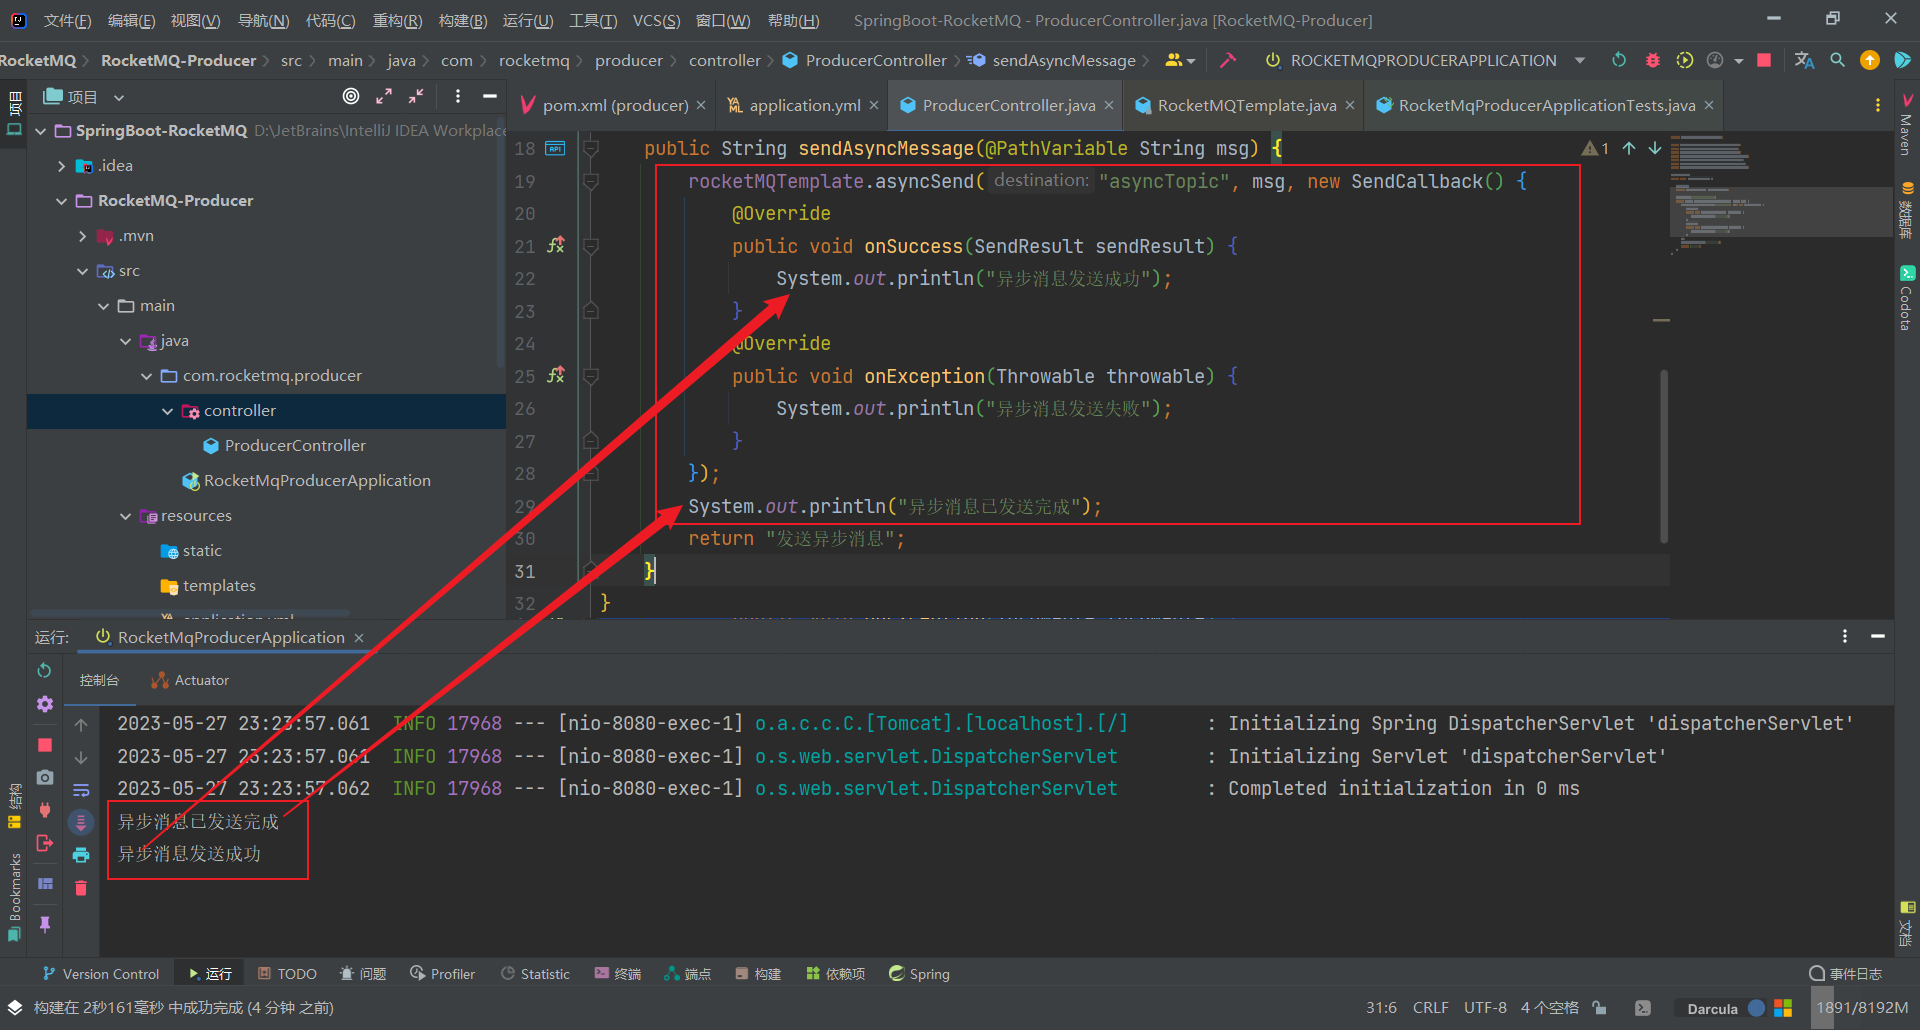 文件(F) 编辑(E) 视图(V) 导航(N) 代码(C) 重构(R) 构建(B) 运行(U) 工具(T) VCS(S) 窗口(W) 帮助(H) SpringBoot-RocketMQ - ProducerController.java [RocketMQ-Producer]
RocketMQ RocketMQ-Producer src main java com rocketmq producer controller ProducerController sendAsyncMessage ROCKETMQPRODUCERAPPLICATION
项目
项目
pom.xml (producer) application.yml ProducerController.java RocketMQTemplate.java RocketMqProducerApplicationTests.java
SpringBoot-RocketMQ D:\JetBrains\IntelliJ IDEA Workplace
.idea
RocketMQ-Producer
.mvn
src
main
java
com.rocketmq.producer
controller
ProducerController
RocketMqProducerApplication
resources
static
templates
18 public String sendAsyncMessage(@PathVariable String msg) {
1
19 rocketMQTemplate.asyncSend( destination: "asyncTopic", msg, new SendCallback() {
20 @Override
21 public void onSuccess(SendResult sendResult) {
22 System.out.println("异步消息发送成功");
23 }
24 @Override
25 public void onException(Throwable throwable) {
26 System.out.println("异步消息发送失败");
27 }
28 });
29 System.out.println("异步消息已发送完成");
30 return "发送异步消息";
31 }
32 }
Maven
数据库
Codota
文档
运行: RocketMqProducerApplication
控制台 Actuator
2023-05-27 23:23:57.061 INFO 17968 --- [nio-8080-exec-1] o.a.c.c.C.[Tomcat].[localhost].[/] : Initializing Spring DispatcherServlet 'dispatcherServlet'
2023-05-27 23:23:57.061 INFO 17968 --- [nio-8080-exec-1] o.s.web.servlet.DispatcherServlet : Initializing Servlet 'dispatcherServlet'
2023-05-27 23:23:57.062 INFO 17968 --- [nio-8080-exec-1] o.s.web.servlet.DispatcherServlet : Completed initialization in 0 ms
异步消息已发送完成
异步消息发送成功
结构
Bookmarks
Version Control 运行 TODO 问题 Profiler Statistic 终端 端点 构建 依赖项 Spring 事件日志
构建在 2秒161毫秒 中成功完成 (4 分钟 之前) 31:6 CRLF UTF-8 4 个空格 Darcula 1891/8192M